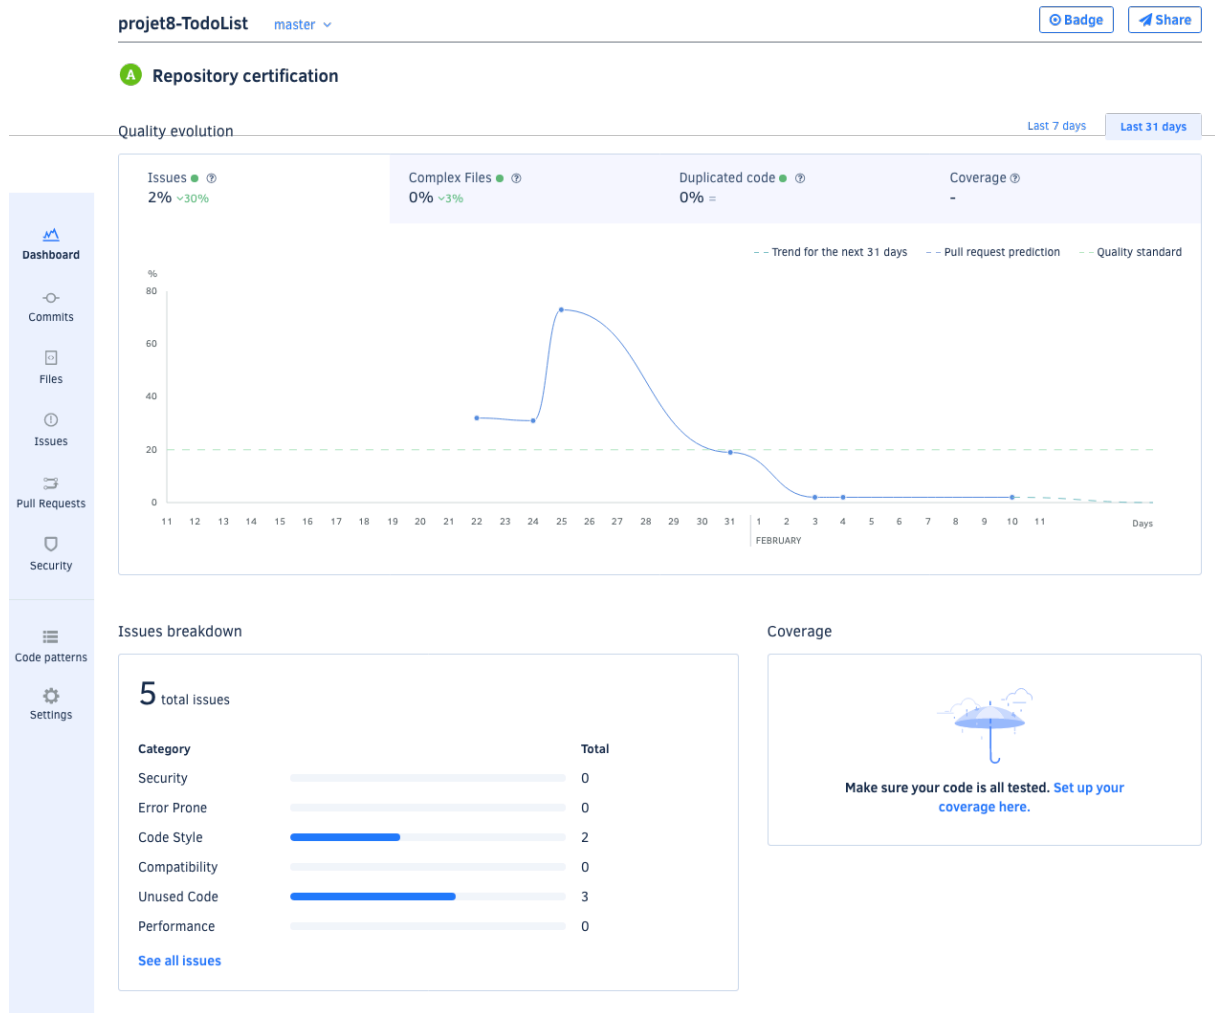 projet8-TodoList master Badge Share
A Repository certification
Quality evolution Last 7 days Last 31 days
Issues Complex Files Duplicated code Coverage
2% 30% 0% 3% 0% = -
Trend for the next 31 days Pull request prediction Quality standard
%
80
60
40
20
0
11 12 13 14 15 16 17 18 19 20 21 22 23 24 25 26 27 28 29 30 31 1 2 3 4 5 6 7 8 9 10 11 Days
FEBRUARY
Dashboard
Commits
Files
Issues
Pull Requests
Security
Code patterns
Settings
Issues breakdown
5 total issues
Category Total
Security 0
Error Prone 0
Code Style 2
Compatibility 0
Unused Code 3
Performance 0
See all issues
Coverage
Make sure your code is all tested. Set up your
coverage here.